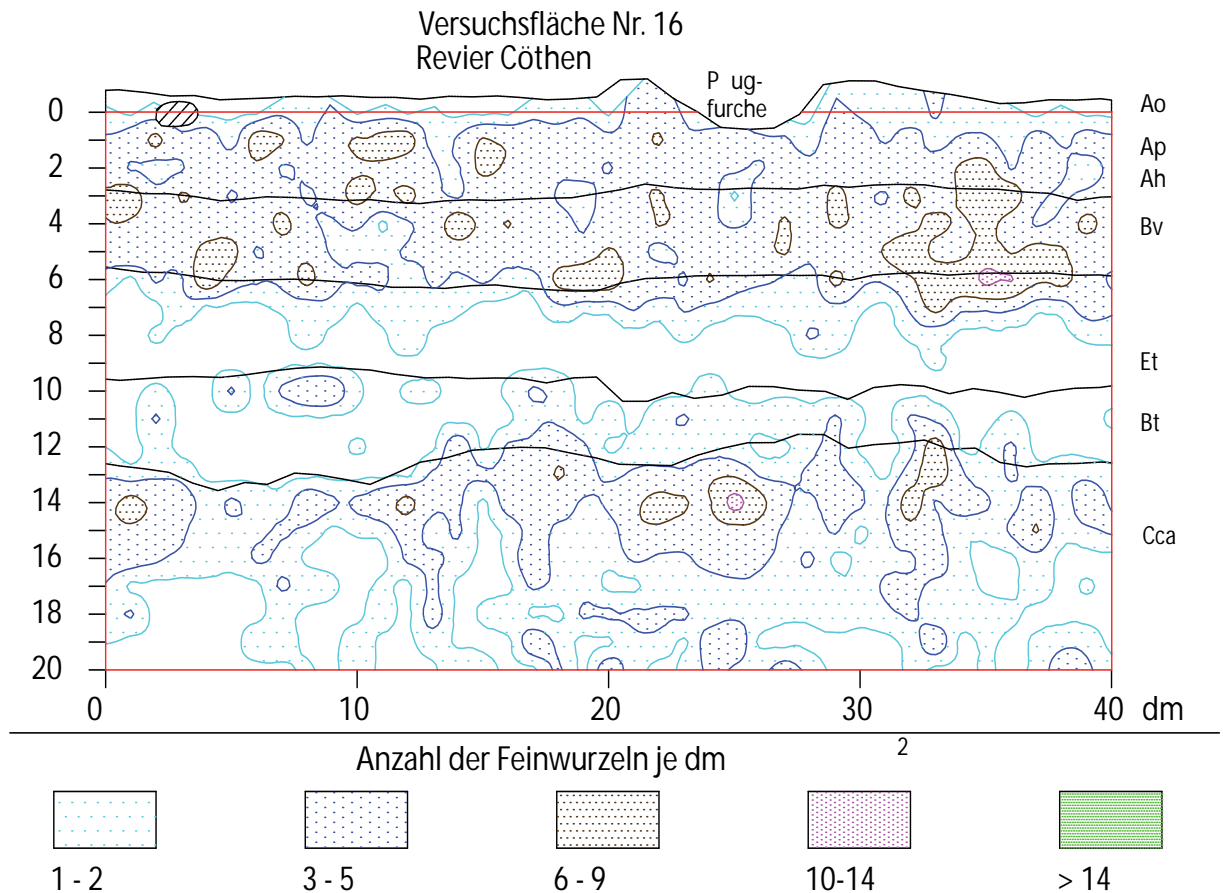 Versuchsfläche Nr. 16
Revier Cöthen
P ug-
furche
0
2
4
6
8
10
12
14
16
18
20
Ao
Ap
Ah
Bv
Et
Bt
Cca
0 10 20 30 40 dm
Anzahl der Feinwurzeln je dm 2
1 - 2 3 - 5 6 - 9 10-14 > 14